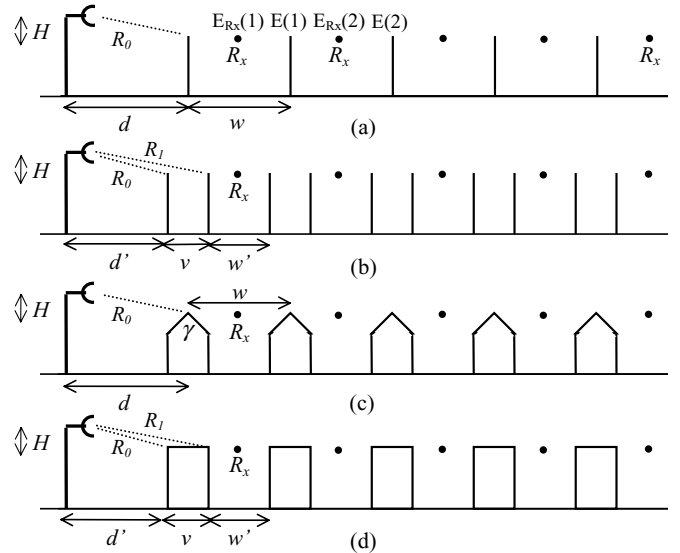 E_Rx(1) E(1) E_Rx(2) E(2)
H
R_0
R_x
R_x
R_x
d
w
(a)
H
R_1
R_0
R_x
d'
v
w'
(b)
w
H
R_0
γ
R_x
d
(c)
R_1
H
R_0
R_x
d'
v
w'
(d)